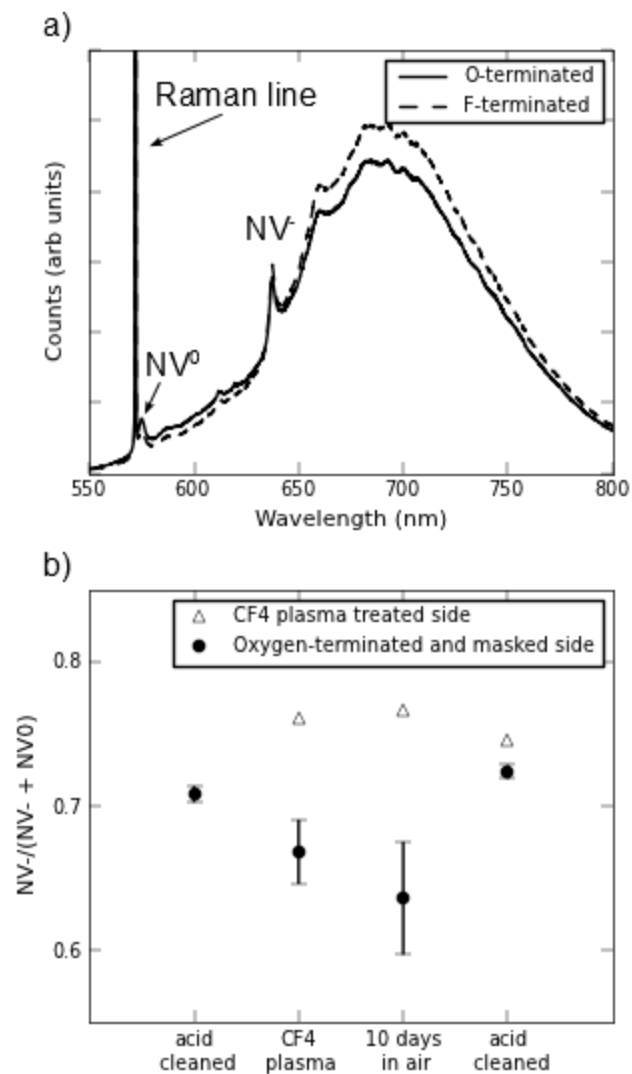 a)
O-terminated
F-terminated
Raman line
NV-
NV0
Counts (arb units)
550 600 650 700 750 800
Wavelength (nm)
b)
CF4 plasma treated side
Oxygen-terminated and masked side
0.8
0.7
0.6
NV-/(NV- + NV0)
acid cleaned
CF4 plasma
10 days in air
acid cleaned